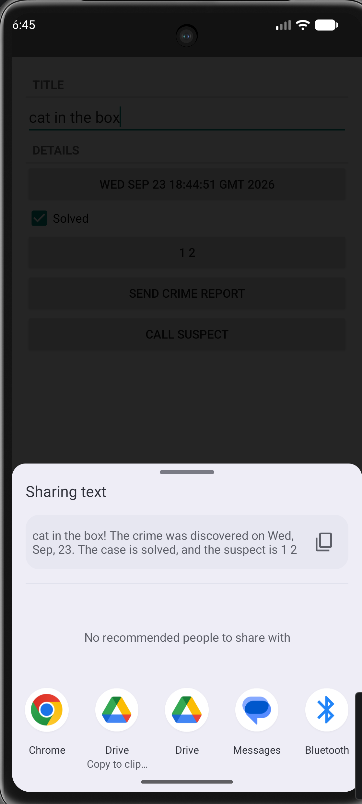 6:45
TITLE
cat in the box
DETAILS
WED SEP 23 18:44:51 GMT 2026
Solved
1 2
SEND CRIME REPORT
CALL SUSPECT
Sharing text
cat in the box! The crime was discovered on Wed,
Sep, 23. The case is solved, and the suspect is 1 2
No recommended people to share with
Chrome
Drive
Drive
Messages
Bluetooth
Copy to clip...